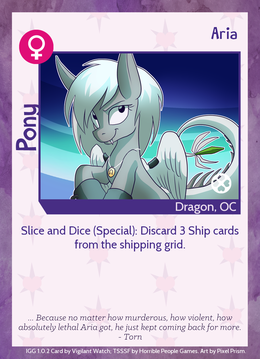 Aria
Pony
Dragon, OC
Slice and Dice (Special): Discard 3 Ship cards
from the shipping grid.
... Because no matter how murderous, how violent, how
absolutely lethal Aria got, he just kept coming back for more.
- Torn
IGG 1.0.2 Card by Vigilant Watch, TSSSF by Horrible People Games. Art by Pixel Prism.